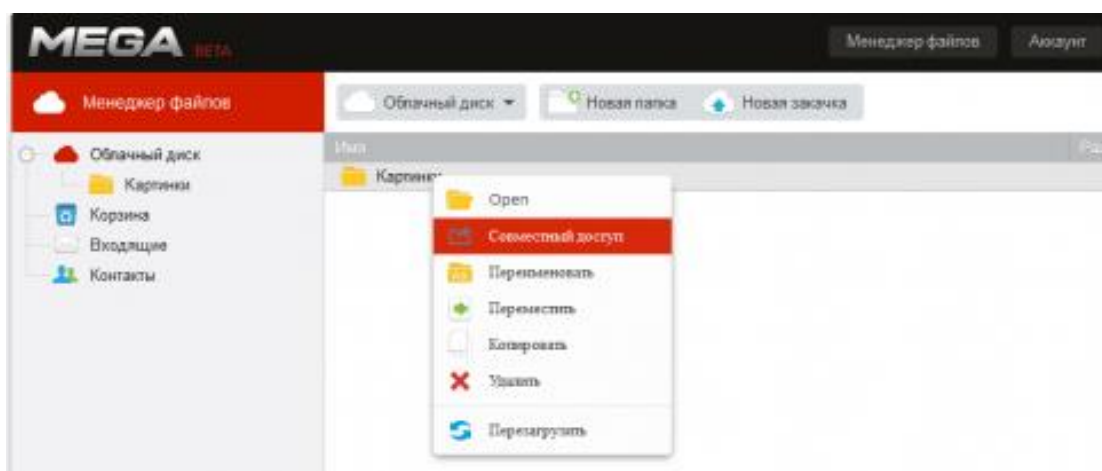 MEGA BETA
Менеджер файлов Аккаунт
Менеджер файлов
Облачный диск Новая папка Новая закачка
Имя Раз
Облачный диск
Картинки
Корзина
Входящие
Контакты
Картинки
Open
Совместный доступ
Переименовать
Переместить
Копировать
Удалить
Перезагрузить